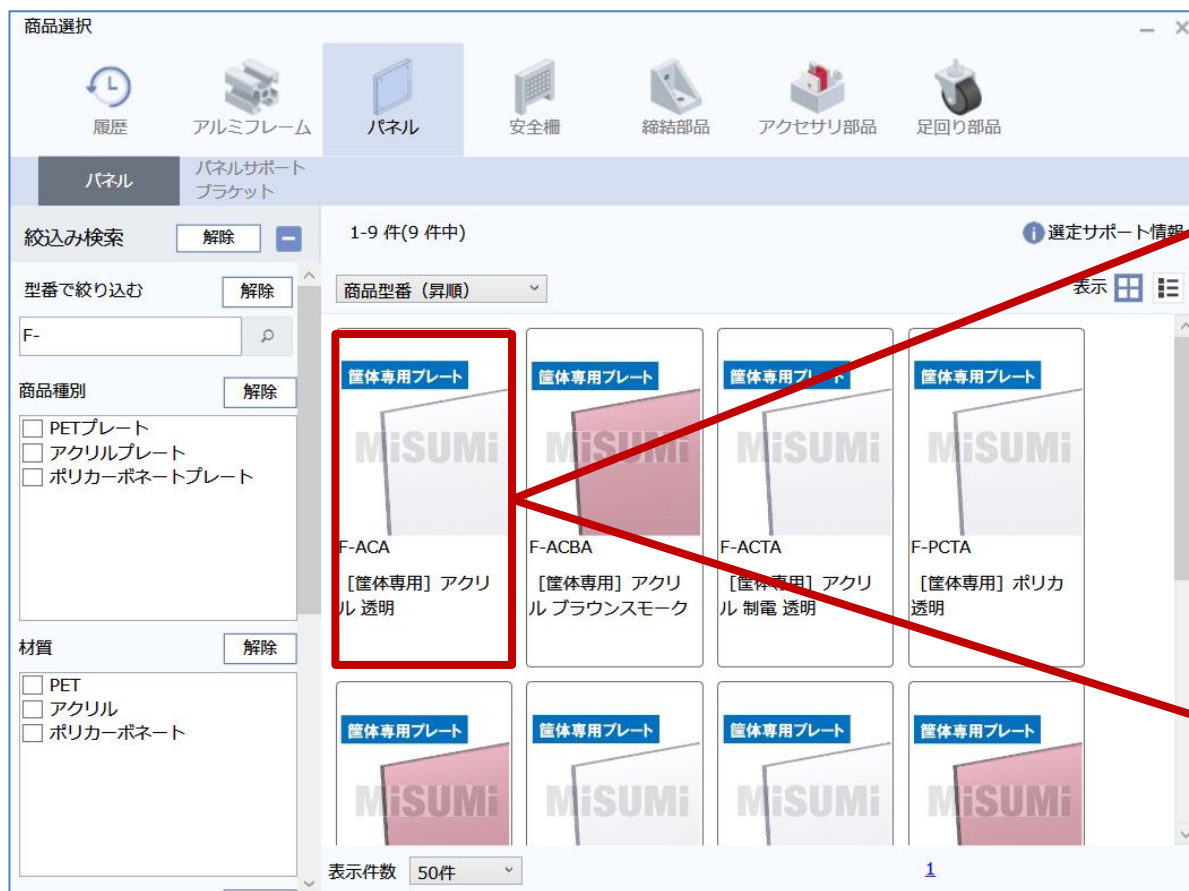 商品選択
履歴
アルミフレーム
パネル
安全柵
締結部品
アクセサリ部品
足回り部品
パネル
パネルサポート
ブラケット
絞込み検索
解除
1-9 件(9 件中)
選定サポート情報
型番で絞り込む
解除
商品型番（昇順）
表示
F-
商品種別
解除
PETプレート
アクリルプレート
ポリカーボネートプレート
材質
解除
PET
アクリル
ポリカーボネート
筐体専用プレート
MiSUMi
F-ACA
［筐体専用］アクリ
ル 透明
筐体専用プレート
MiSUMi
F-ACBA
［筐体専用］アクリ
ル ブラウンスモーク
筐体専用プレート
MiSUMi
F-ACTA
［筐体専用］アクリ
ル 制電 透明
筐体専用プレート
MiSUMi
F-PCTA
［筐体専用］ポリカ
透明
筐体専用プレート
MiSUMi
筐体専用プレート
MiSUMi
筐体専用プレート
MiSUMi
筐体専用プレート
MiSUMi
表示件数
50件
1